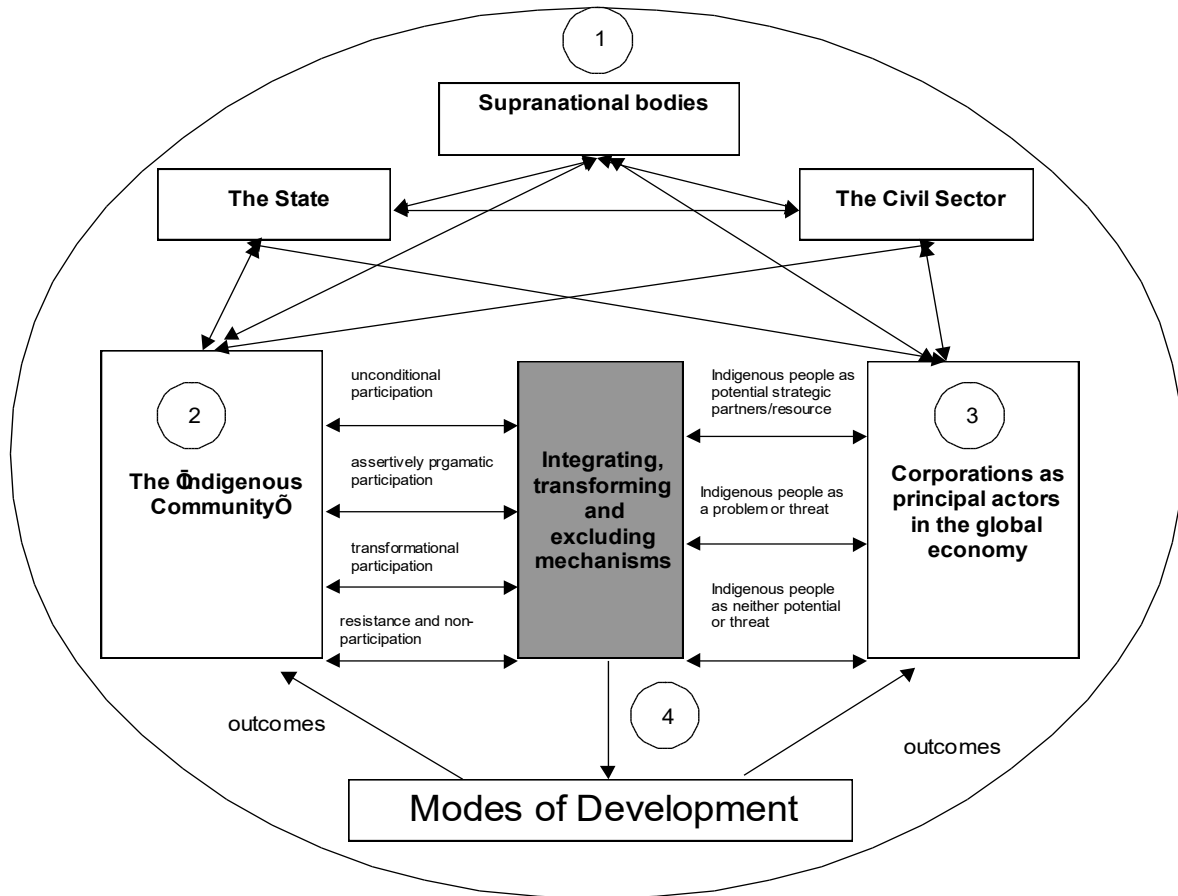 1
Supranational bodies
The State
The Civil Sector
2
The ŌIndigenous
CommunityÕ
unconditional
participation
assertively prgamatic
participation
transformational
participation
resistance and non-
participation
Integrating,
transforming
and
excluding
mechanisms
Indigenous people as
potential strategic
partners/resource
Indigenous people as
a problem or threat
Indigenous people
as neither potential
or threat
3
Corporations as
principal actors
in the global
economy
4
outcomes
outcomes
Modes of Development